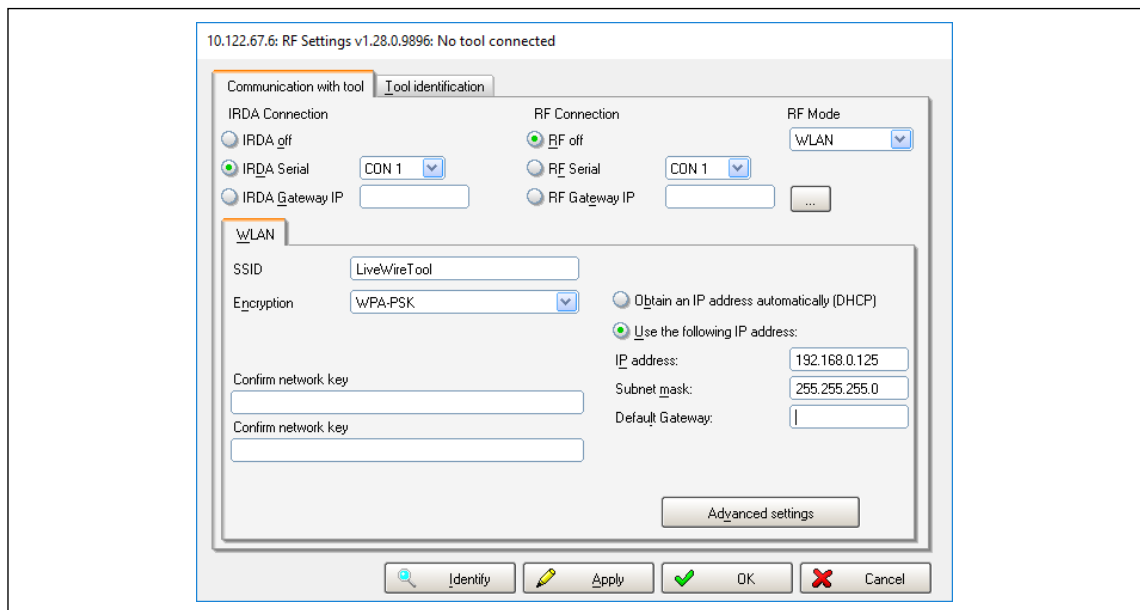 10.122.67.6: RF Settings v1.28.0.9896: No tool connected
Communication with tool Tool identification
IRDA Connection RF Connection RF Mode
IRDA off RF off WLAN
IRDA Serial CON 1 RF Serial CON 1
IRDA Gateway IP RF Gateway IP ...
WLAN
SSID LiveWireTool
Encryption WPA-PSK Obtain an IP address automatically (DHCP)
Use the following IP address:
IP address: 192.168.0.125
Confirm network key Subnet mask: 255.255.255.0
Default Gateway:
Confirm network key
Advanced settings
Identify Apply OK Cancel